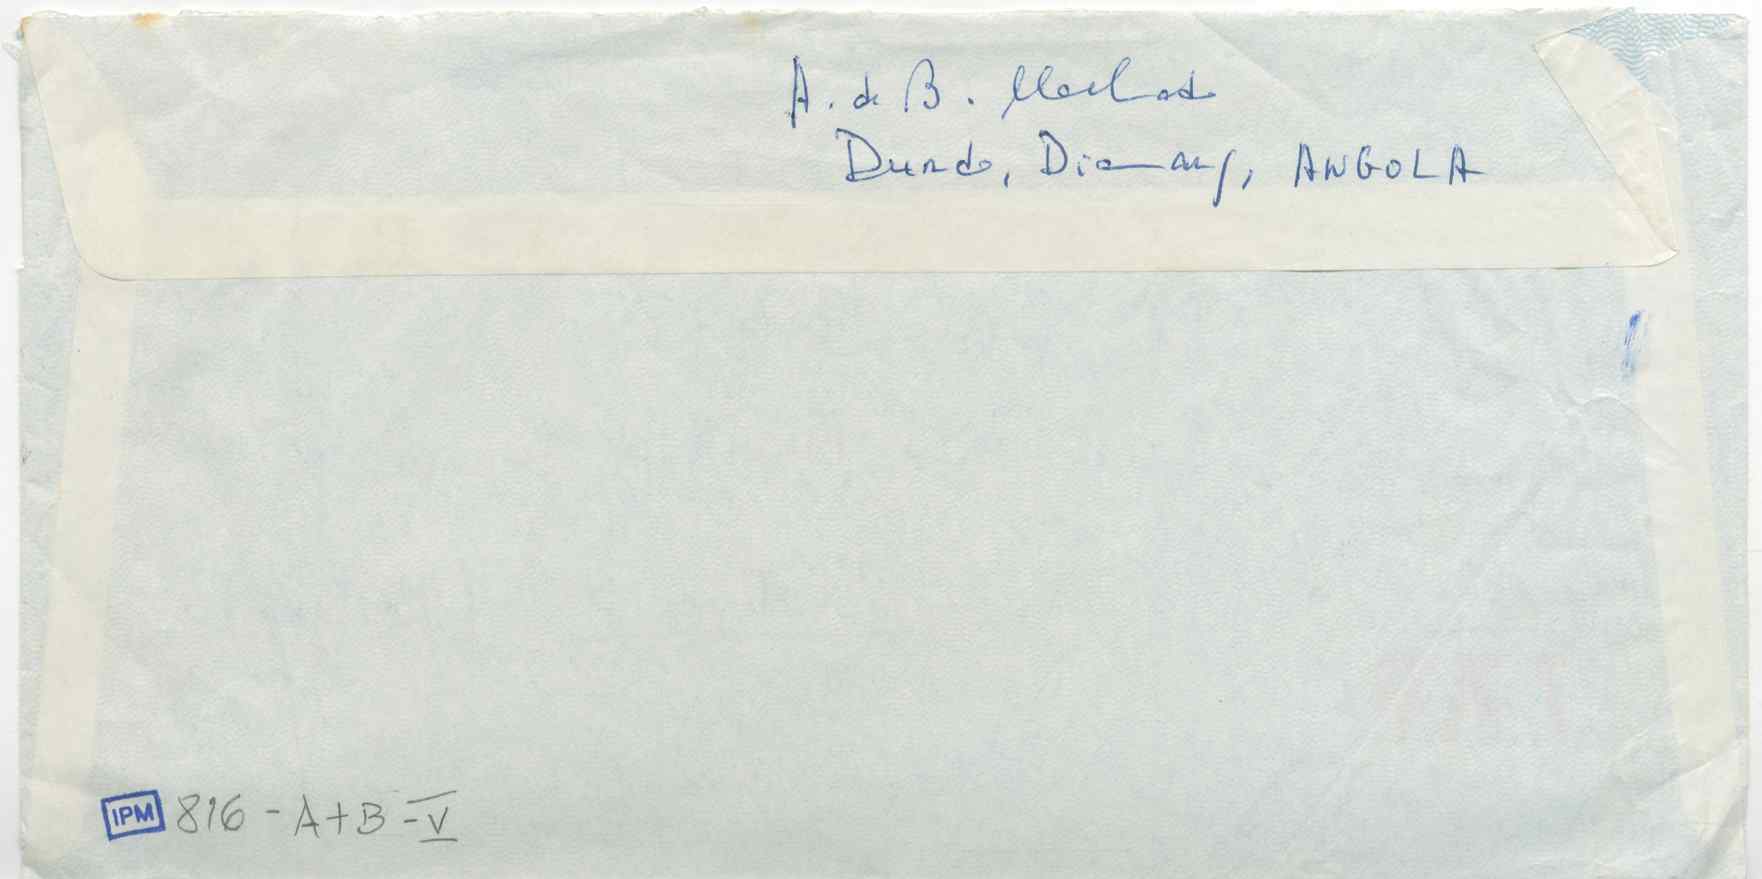 A. de B. Machado
Dundo, Diamang, ANGOLA
IPM 816 - A+B - V